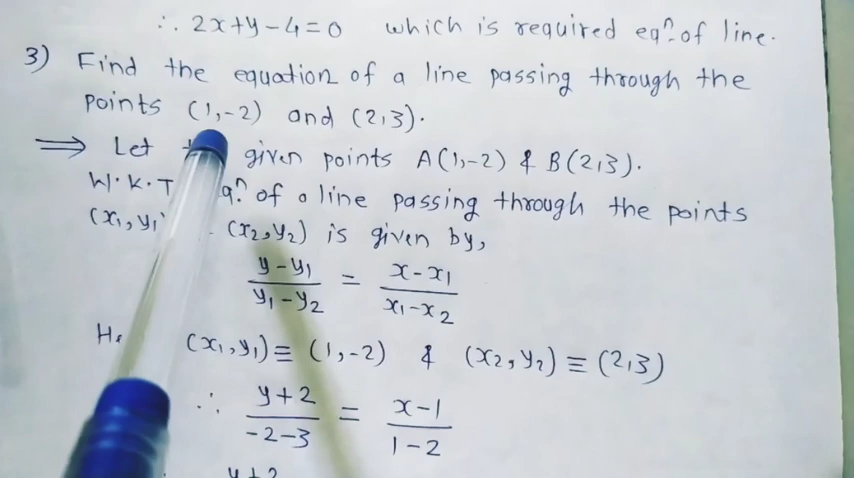 ∴ 2x+y-4=0 which is required eqⁿ. of line.
3) Find the equation of a line passing through the
points (1,-2) and (2,3).
⇒ Let given points A(1,-2) & B(2,3).
W.K.T of a line passing through the points
(x₁,y₁) (x₂,y₂) is given by,
(y-y₁)/(y₁-y₂) = (x-x₁)/(x₁-x₂)
(x₁,y₁) ≡ (1,-2) & (x₂,y₂) ≡ (2,3)
∴ (y+2)/(-2-3) = (x-1)/(1-2)
y+2